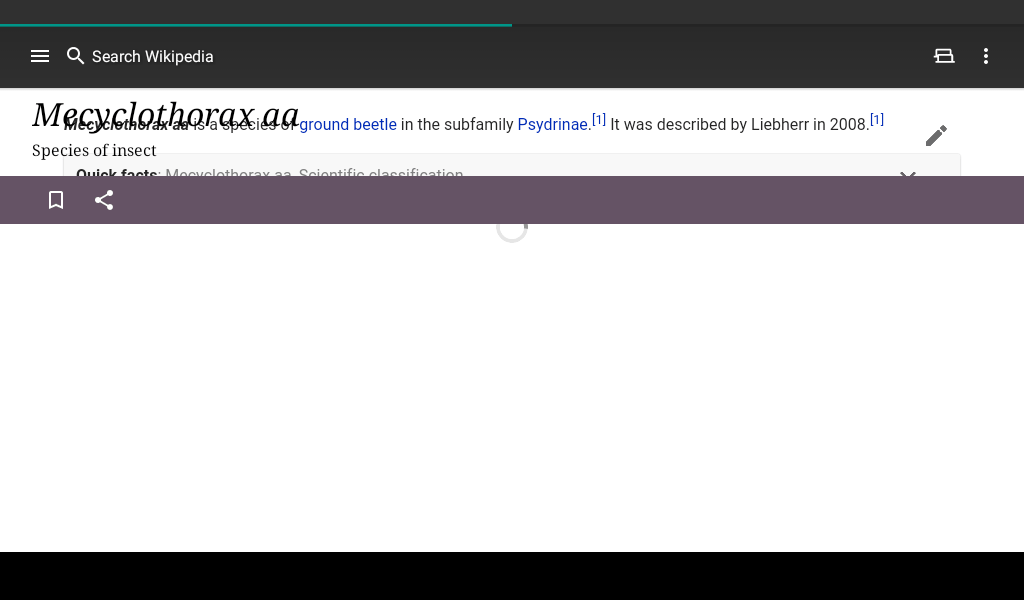 Search Wikipedia
Mecyclothorax aa
Mecyclothorax aa is a species of ground beetle in the subfamily Psydrinae.[1] It was described by Liebherr in 2008.[1]
Species of insect
Quick facts: Mecyclothorax aa, Scientific classification